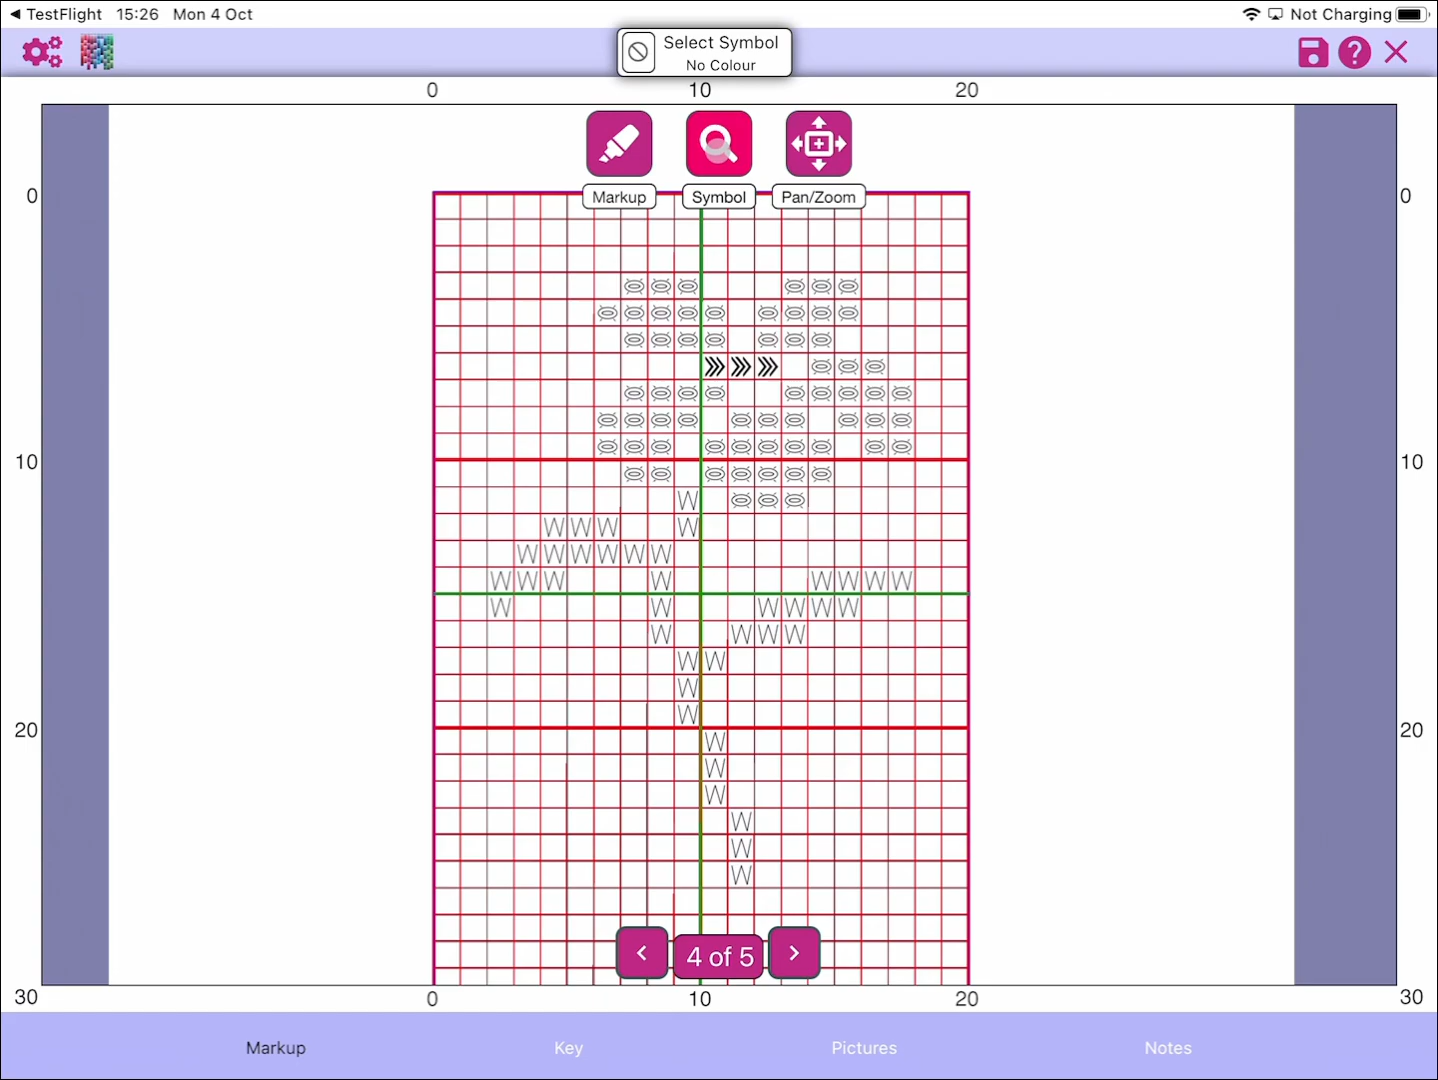 ◀ TestFlight 15:26 Mon 4 Oct Not Charging
Select Symbol
No Colour
0 10 20
Markup Symbol Pan/Zoom
0 0
W
W W W W
W W W W W W
10 10
W W W W W W W W
W W W W W W
W W W W
W W
W
W
20 20
W
W
W
W
W
W
4 of 5
30 30
0 10 20
Markup Key Pictures Notes